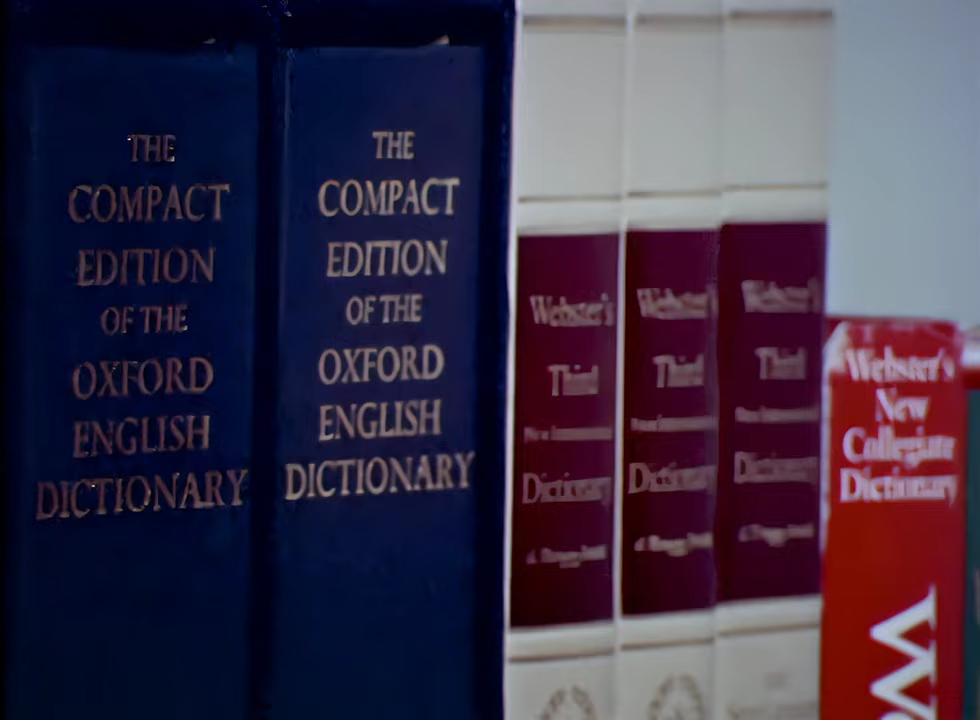 THE
COMPACT
EDITION
OF THE
OXFORD
ENGLISH
DICTIONARY
THE
COMPACT
EDITION
OF THE
OXFORD
ENGLISH
DICTIONARY
Webster's
Third
Dictionary
Webster's
Third
Dictionary
Webster's
Third
Dictionary
Webster's
New
Collegiate
Dictionary
W